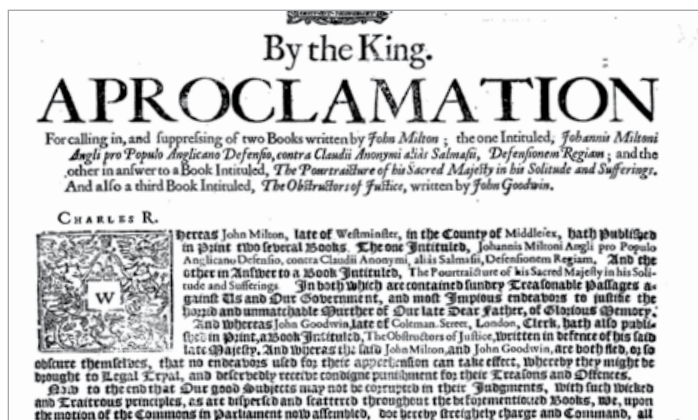 By the King.
A PROCLAMATION
For calling in, and suppressing of two Books written by John Milton; the one Intituled, Johannis Miltoni
Angli pro Populo Anglicano Defensio, contra Claudii Anonymi aliàs Salmasii, Defensionem Regiam; and the
other in answer to a Book Intituled, The Pourtraicture of his Sacred Majesty in his Solitude and Sufferings.
And also a third Book Intituled, The Obstructors of Justice, written by John Goodwin.
CHARLES R.
Whereas John Milton, late of Westminster, in the County of Middlesex, hath Published
in Print two several Books. The one Intituled, Johannis Miltoni Angli pro Populo
Anglicano Defensio, contra Claudii Anonymi, aliàs Salmasii, Defensionem Regiam. And the
other in Answer to a Book Intituled, The Pourtraicture of his Sacred Majesty in his Soli-
tude and Sufferings. In both which are contained sundry Treasonable Passages a-
gainst Us and Our Government, and most Impious endeavors to justifie the
horrid and unmatchable Murther of Our late Dear Father, of Glorious Memory.
And whereas John Goodwin, late of Coleman Street, London, Clerk, hath also publi-
shed in Print, a Book Intituled, The Obstructors of Justice, written in defence of his said
late Majesty. And whereas the said John Milton, and John Goodwin, are both fled, or so
obscure themselves, that no endeavors used for their apprehension can take effect, whereby they might be
brought to Legal Tryal, and deservedly receive condigne punishment for their Treasons and Offences.
Now to the end that Our good Subjects may not be corrupted in their Judgments, with such wicked
and Traiterous principles, as are dispersed and scattered throughout the beforementioned Books, We, upon
the motion of the Commons in Parliament now assembled, doe hereby streightly charge and Command, all